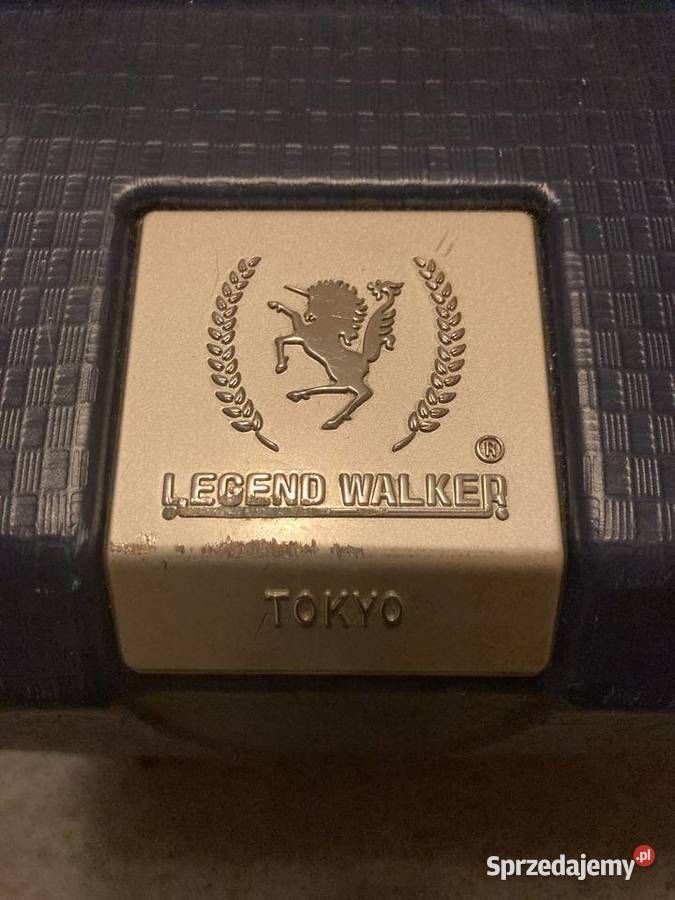 ®
LEGEND WALKER
TOKYO
Sprzedajemy.pl